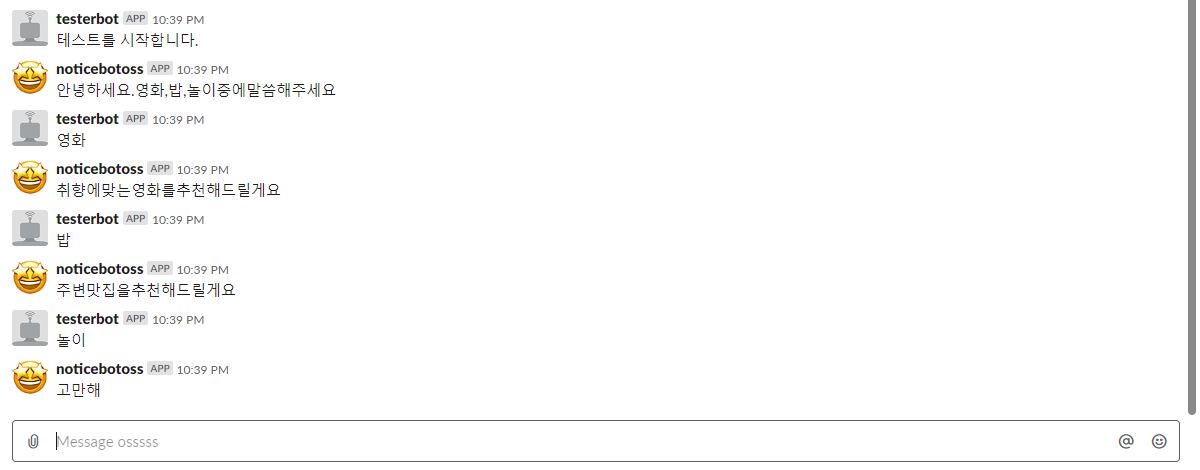 testerbot APP 10:39 PM
테스트를 시작합니다.
noticebotoss APP 10:39 PM
안녕하세요.영화,밥,놀이중에말씀해주세요
testerbot APP 10:39 PM
영화
noticebotoss APP 10:39 PM
취향에맞는영화를추천해드릴게요
testerbot APP 10:39 PM
밥
noticebotoss APP 10:39 PM
주변맛집을추천해드릴게요
testerbot APP 10:39 PM
놀이
noticebotoss APP 10:39 PM
고만해
Message osssss